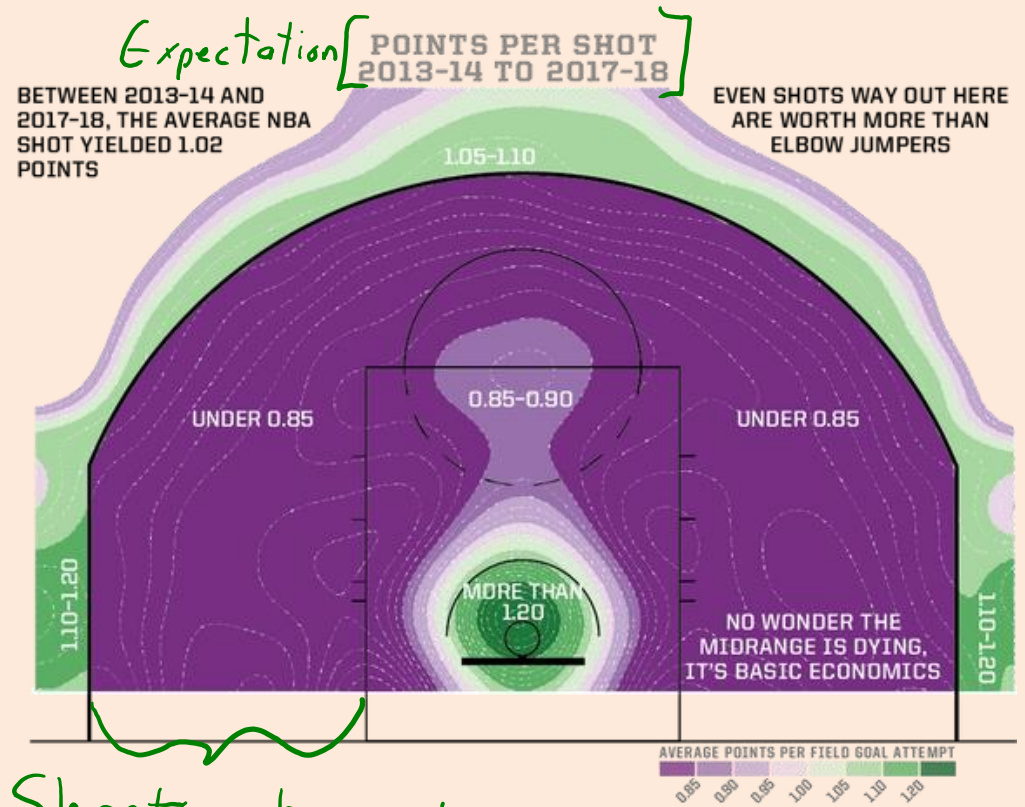 Expectation
POINTS PER SHOT
2013-14 TO 2017-18
BETWEEN 2013-14 AND
2017-18, THE AVERAGE NBA
SHOT YIELDED 1.02
POINTS
EVEN SHOTS WAY OUT HERE
ARE WORTH MORE THAN
ELBOW JUMPERS
1.05-1.10
0.85-0.90
UNDER 0.85
UNDER 0.85
1.10-1.20
MORE THAN
1.20
1.10-1.20
NO WONDER THE
MIDRANGE IS DYING,
IT'S BASIC ECONOMICS
AVERAGE POINTS PER FIELD GOAL ATTEMPT
0.85 0.90 0.95 1.00 1.05 1.10 1.20